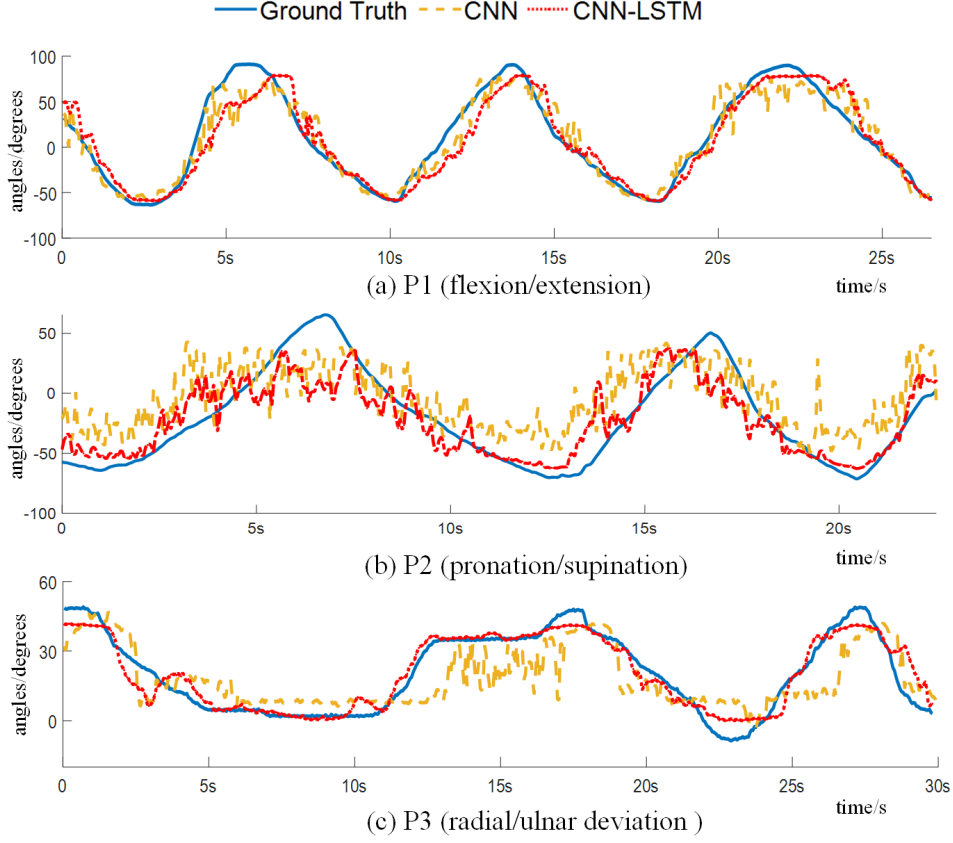 Ground Truth CNN CNN-LSTM
100
50
0
-50
-100
angles/degrees
0 5s 10s 15s 20s 25s
(a) P1 (flexion/extension) time/s
50
0
-50
-100
angles/degrees
0 5s 10s 15s 20s
(b) P2 (pronation/supination) time/s
60
30
0
angles/degrees
0 5s 10s 15s 20s 25s 30s
(c) P3 (radial/ulnar deviation ) time/s